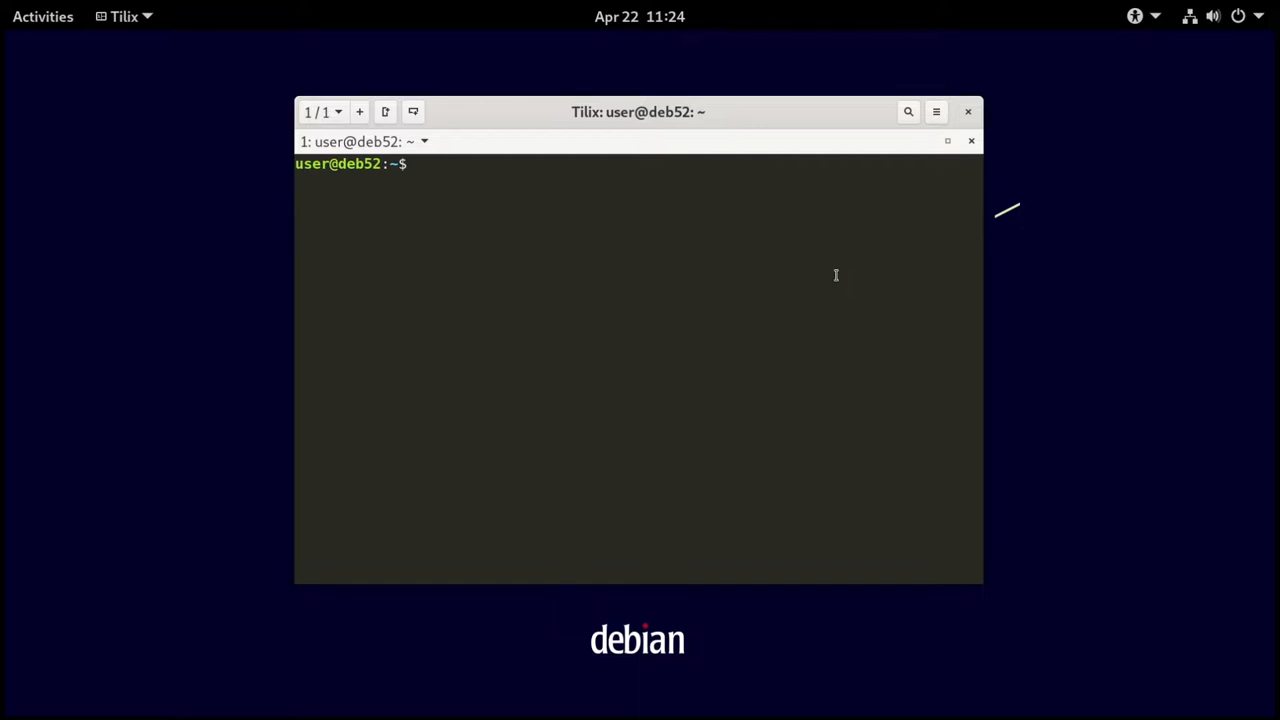 Activities Tilix Apr 22 11:24
1 / 1 + Tilix: user@deb52: ~
1: user@deb52: ~
user@deb52:~$
debian